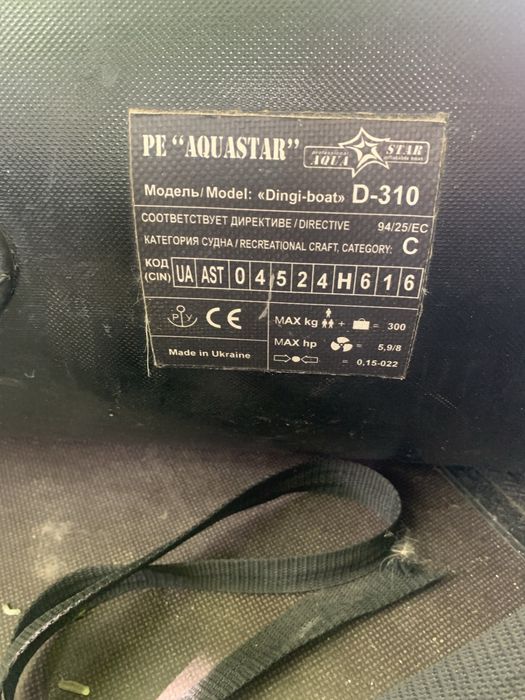 PE “AQUASTAR”
professional
AQUA STAR
inflatable boat
Модель/Model: «Dingi-boat» D-310
СООТВЕТСТВУЕТ ДИРЕКТИВЕ/DIRECTIVE 94/25/EC
КАТЕГОРИЯ СУДНА/RECREATIONAL CRAFT, CATEGORY: C
КОД
(CIN) UA AST 0 4 5 2 4 H 6 1 6
Р У CE
Made in Ukraine
MAX kg + = 300
MAX hp = 5,9/8
= 0,15-022